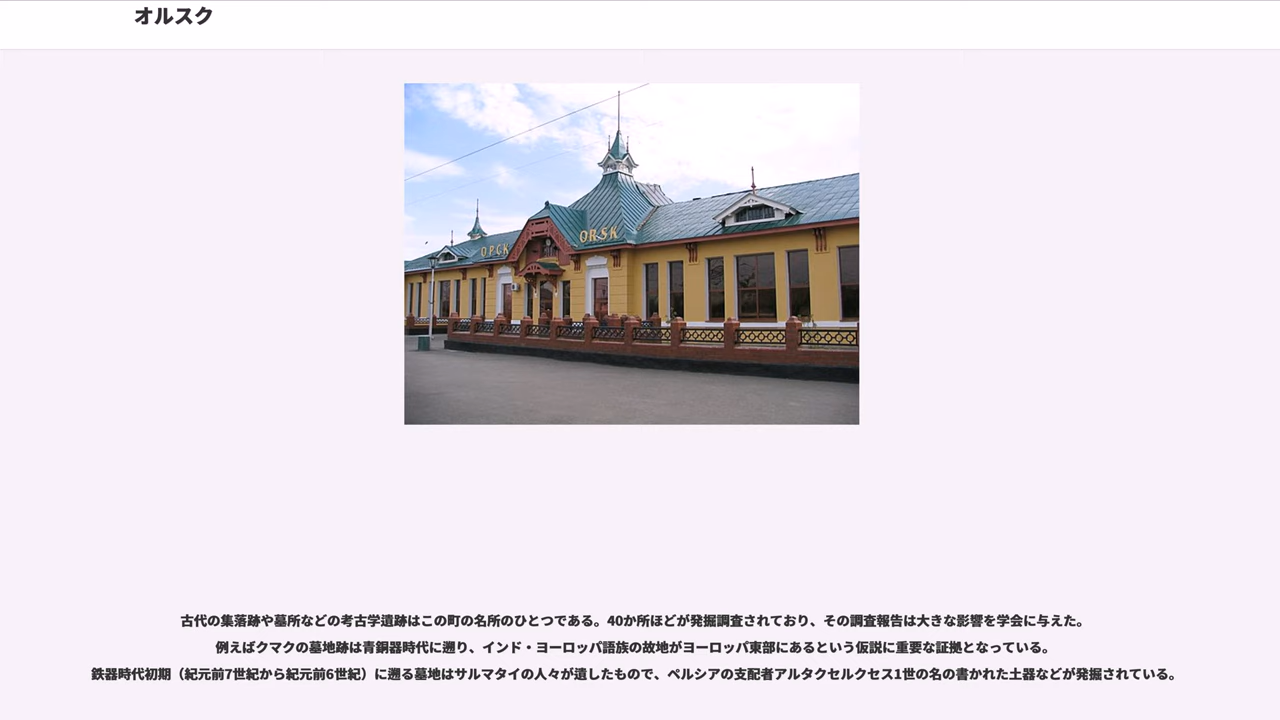 オルスク
ОРСК
ORSK
古代の集落跡や墓所などの考古学遺跡はこの町の名所のひとつである。40か所ほどが発掘調査されており、その調査報告は大きな影響を学会に与えた。
例えばクマクの墓地跡は青銅器時代に遡り、インド・ヨーロッパ語族の故地がヨーロッパ東部にあるという仮説に重要な証拠となっている。
鉄器時代初期（紀元前7世紀から紀元前6世紀）に遡る墓地はサルマタイの人々が遺したもので、ペルシアの支配者アルタクセルクセス1世の名の書かれた土器などが発掘されている。